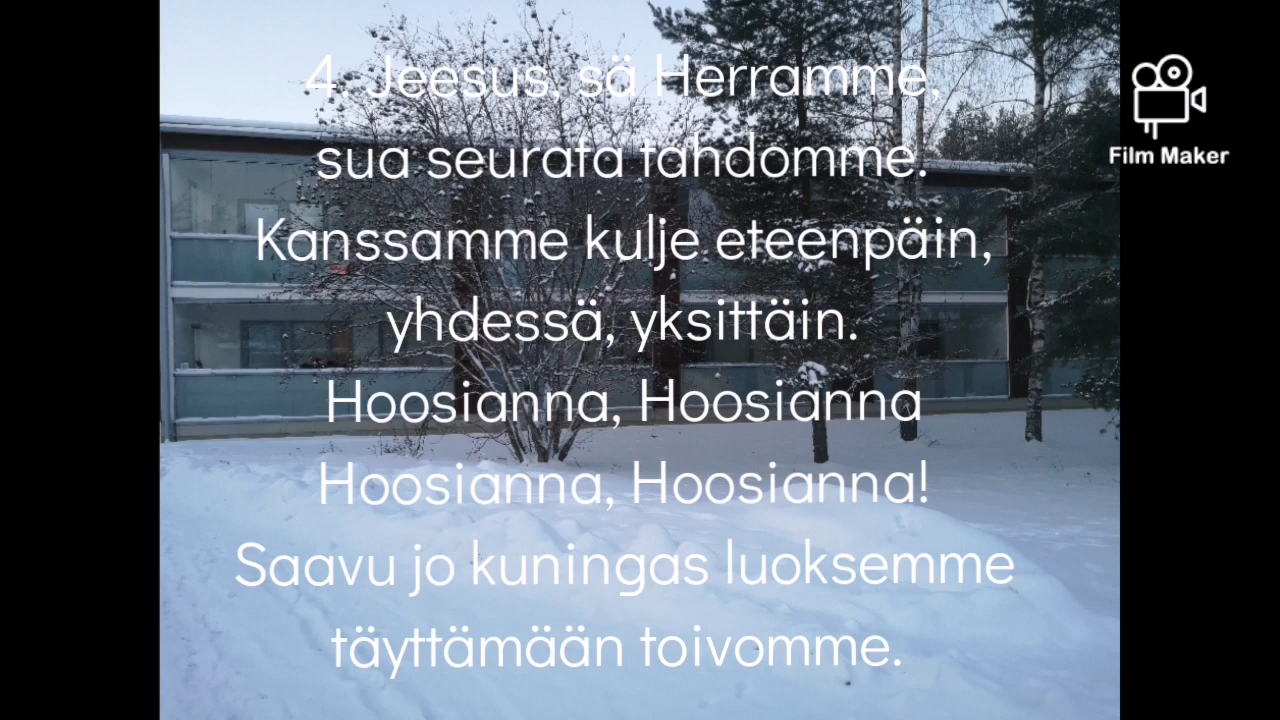 4. Jeesus, sä Herramme,
sua seurata tahdomme.
Kanssamme kulje eteenpäin,
yhdessä, yksittäin.
Hoosianna, Hoosianna
Hoosianna, Hoosianna!
Saavu jo kuningas luoksemme
täyttämään toivomme.
Film Maker